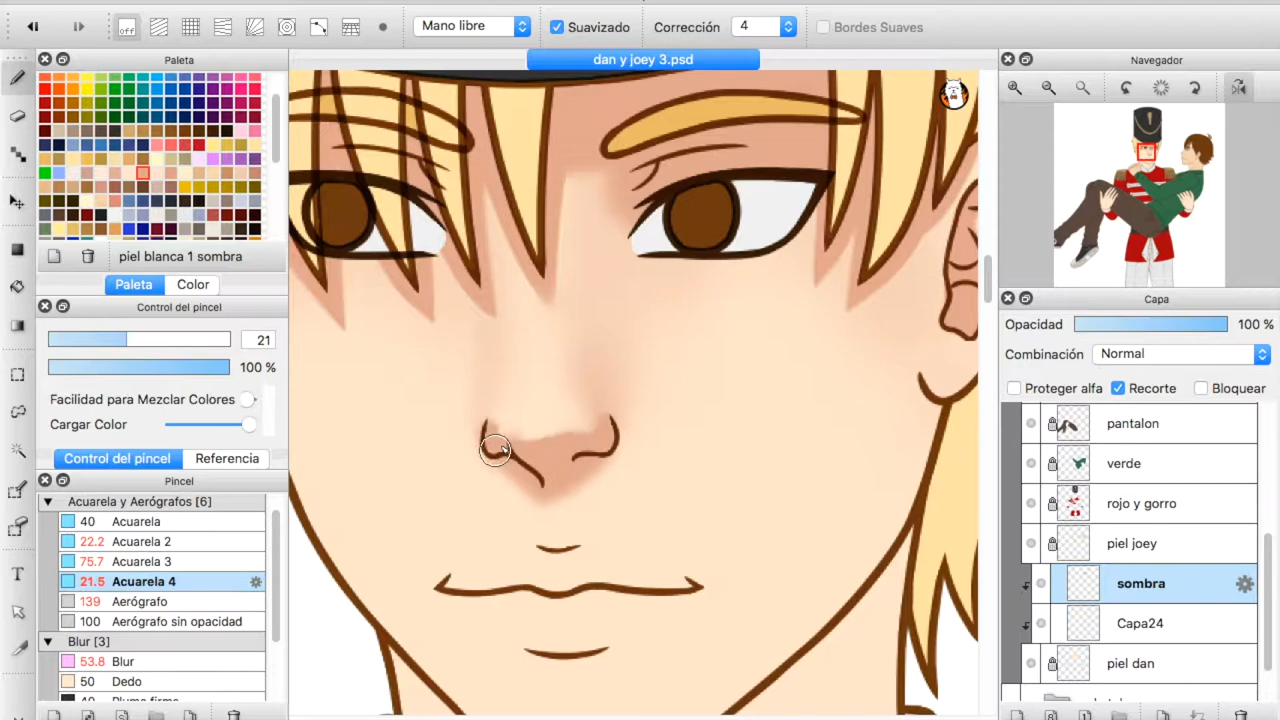 off
Mano libre
Suavizado
Corrección
4
Bordes Suaves
Paleta
dan y joey 3.psd
Navegador
piel blanca 1 sombra
Paleta
Color
Control del pincel
21
100 %
Facilidad para Mezclar Colores
Cargar Color
Control del pincel
Referencia
Pincel
Acuarela y Aerógrafos [6]
40 Acuarela
22.2 Acuarela 2
75.7 Acuarela 3
21.5 Acuarela 4
139 Aerógrafo
100 Aerógrafo sin opacidad
Blur [3]
53.8 Blur
50 Dedo
Capa
Opacidad
100 %
Combinación
Normal
Proteger alfa
Recorte
Bloquear
pantalon
verde
rojo y gorro
piel joey
sombra
Capa24
piel dan